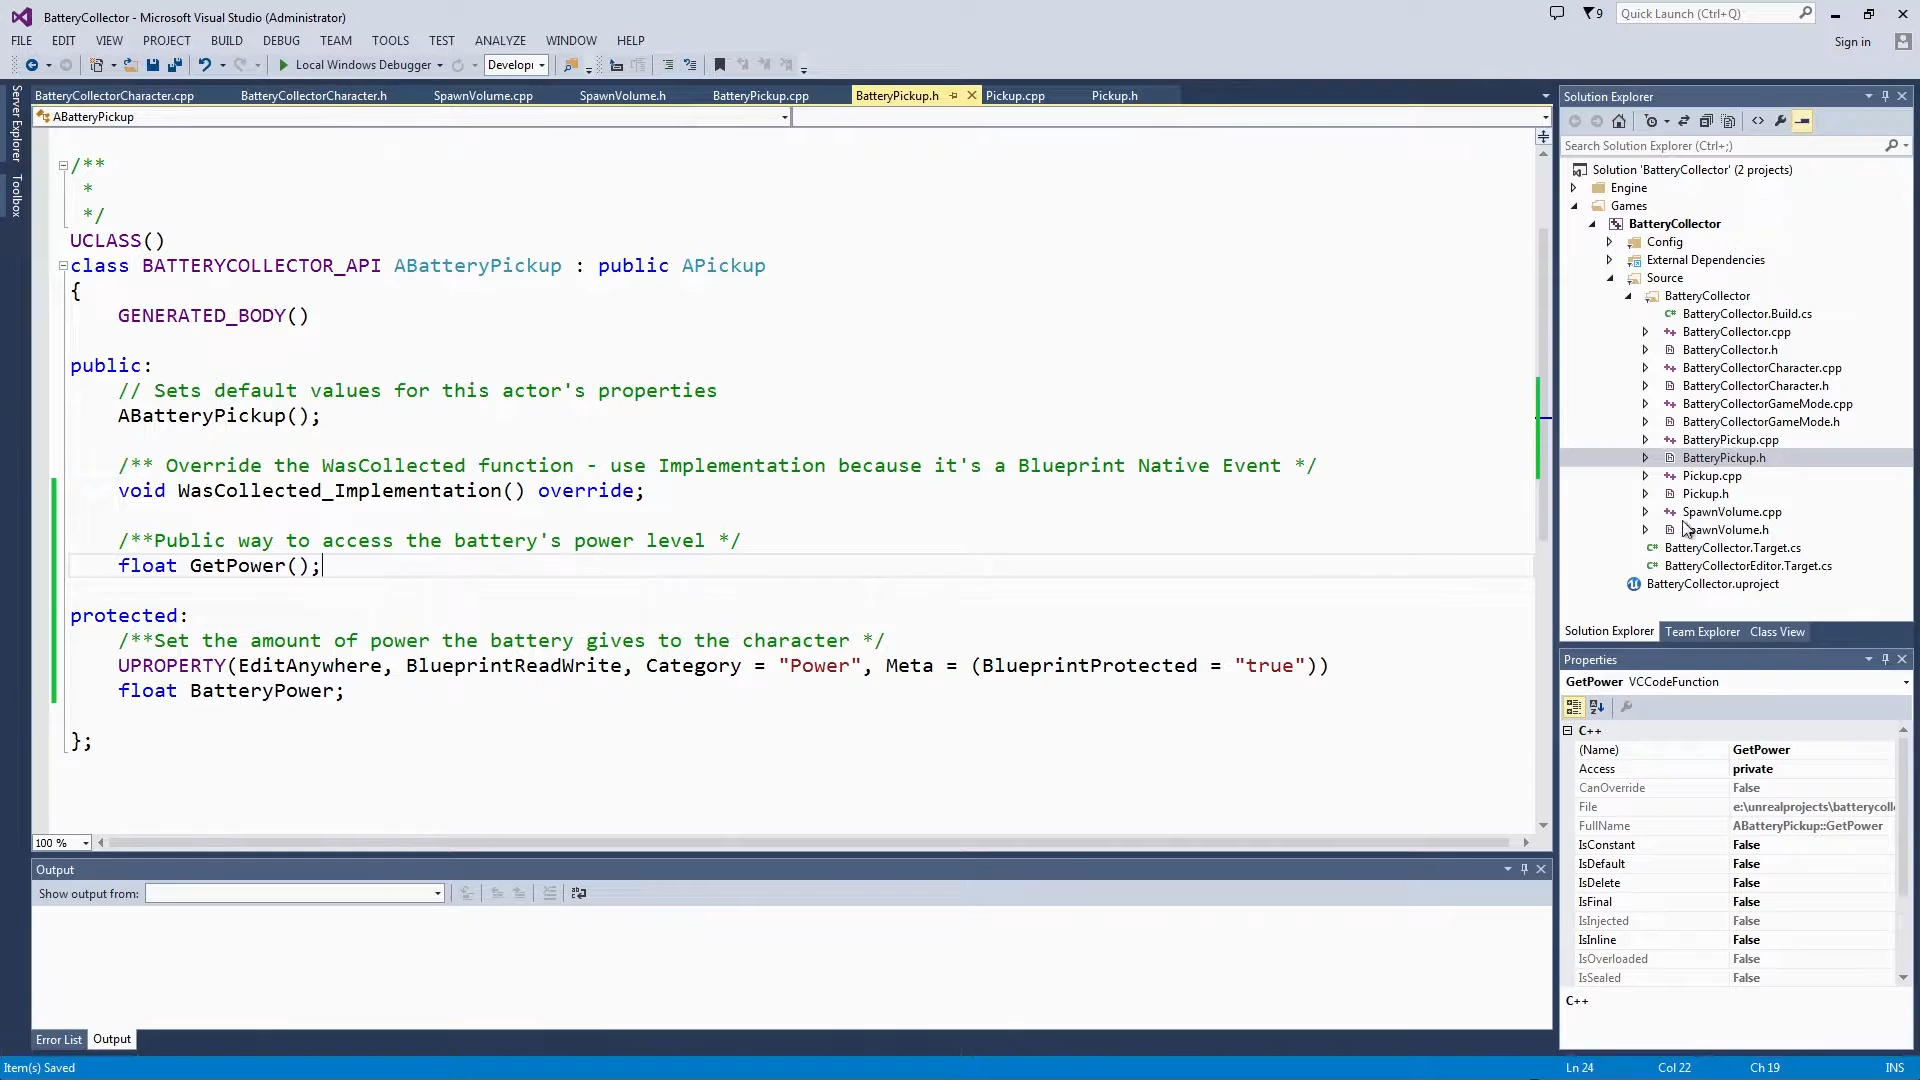 BatteryCollector - Microsoft Visual Studio (Administrator)
9
Quick Launch (Ctrl+Q)
FILE EDIT VIEW PROJECT BUILD DEBUG TEAM TOOLS TEST ANALYZE WINDOW HELP
Sign in
Local Windows Debugger
Developi
Server Explorer
Toolbox
BatteryCollectorCharacter.cpp BatteryCollectorCharacter.h SpawnVolume.cpp SpawnVolume.h BatteryPickup.cpp BatteryPickup.h Pickup.cpp Pickup.h
ABatteryPickup
/**
*
*/
UCLASS()
class BATTERYCOLLECTOR_API ABatteryPickup : public APickup
{
GENERATED_BODY()
public:
// Sets default values for this actor's properties
ABatteryPickup();
/** Override the WasCollected function - use Implementation because it's a Blueprint Native Event */
void WasCollected_Implementation() override;
/**Public way to access the battery's power level */
float GetPower();
protected:
/**Set the amount of power the battery gives to the character */
UPROPERTY(EditAnywhere, BlueprintReadWrite, Category = "Power", Meta = (BlueprintProtected = "true"))
float BatteryPower;
};
100 %
Output
Show output from:
Error List Output
Solution Explorer
Search Solution Explorer (Ctrl+;)
Solution 'BatteryCollector' (2 projects)
Engine
Games
BatteryCollector
Config
External Dependencies
Source
BatteryCollector
BatteryCollector.Build.cs
BatteryCollector.cpp
BatteryCollector.h
BatteryCollectorCharacter.cpp
BatteryCollectorCharacter.h
BatteryCollectorGameMode.cpp
BatteryCollectorGameMode.h
BatteryPickup.cpp
BatteryPickup.h
Pickup.cpp
Pickup.h
SpawnVolume.cpp
SpawnVolume.h
BatteryCollector.Target.cs
BatteryCollectorEditor.Target.cs
BatteryCollector.uproject
Solution Explorer Team Explorer Class View
Properties
GetPower VCCodeFunction
C++
(Name) GetPower
Access private
CanOverride False
File e:\unrealprojects\batterycolle
FullName ABatteryPickup::GetPower
IsConstant False
IsDefault False
IsDelete False
IsFinal False
IsInjected False
IsInline False
IsOverloaded False
IsSealed False
C++
Item(s) Saved
Ln 24 Col 22 Ch 19 INS